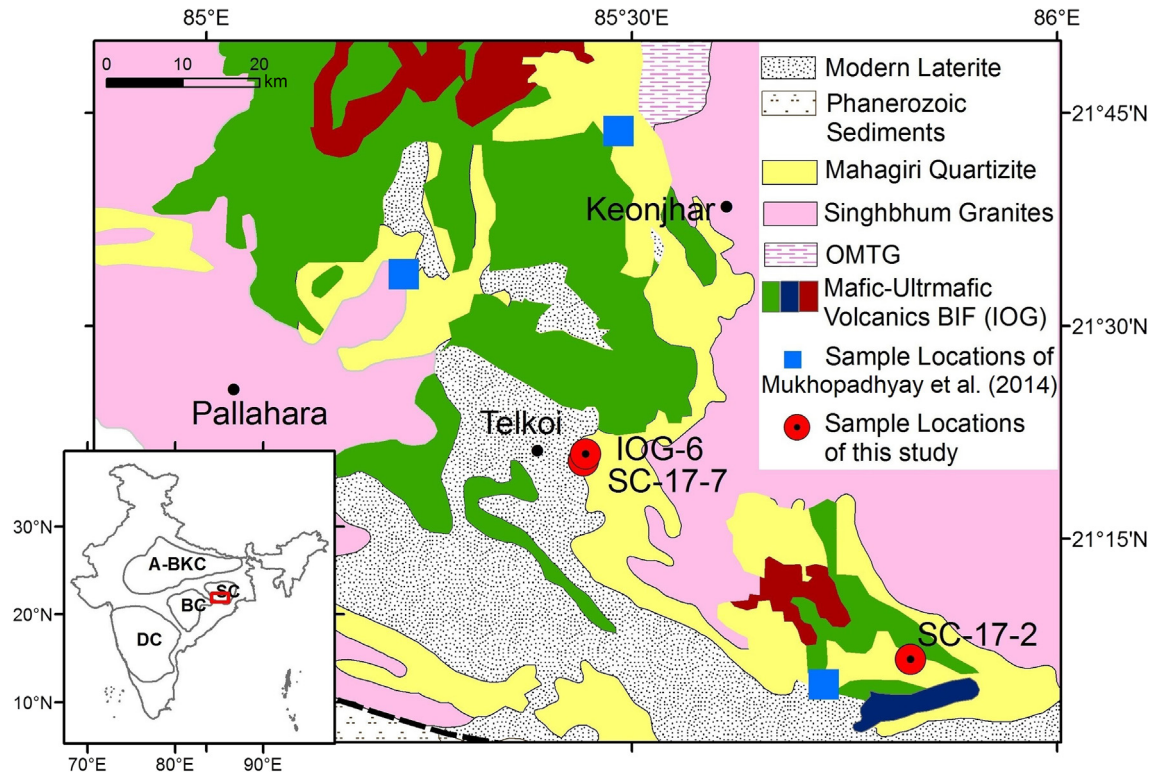 85°E
85°30'E
86°E
0 10 20
km
21°45'N
21°30'N
21°15'N
Keonjhar
Pallahara
Telkoi
IOG-6
SC-17-7
SC-17-2
Modern Laterite
Phanerozoic
Sediments
Mahagiri Quartizite
Singhbhum Granites
OMTG
Mafic-Ultrmafic
Volcanics BIF (IOG)
Sample Locations of
Mukhopadhyay et al. (2014)
Sample Locations
of this study
30°N
20°N
10°N
A-BKC
SC
BC
DC
70°E
80°E
90°E